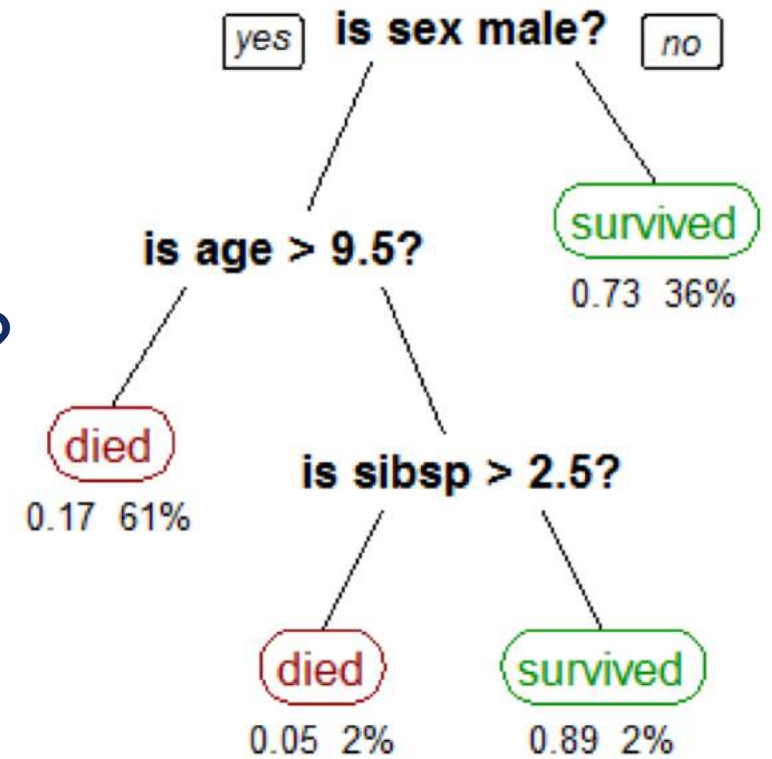 yes is sex male? no
survived
0.73 36%
is age > 9.5?
died
0.17 61%
is sibsp > 2.5?
died survived
0.05 2% 0.89 2%